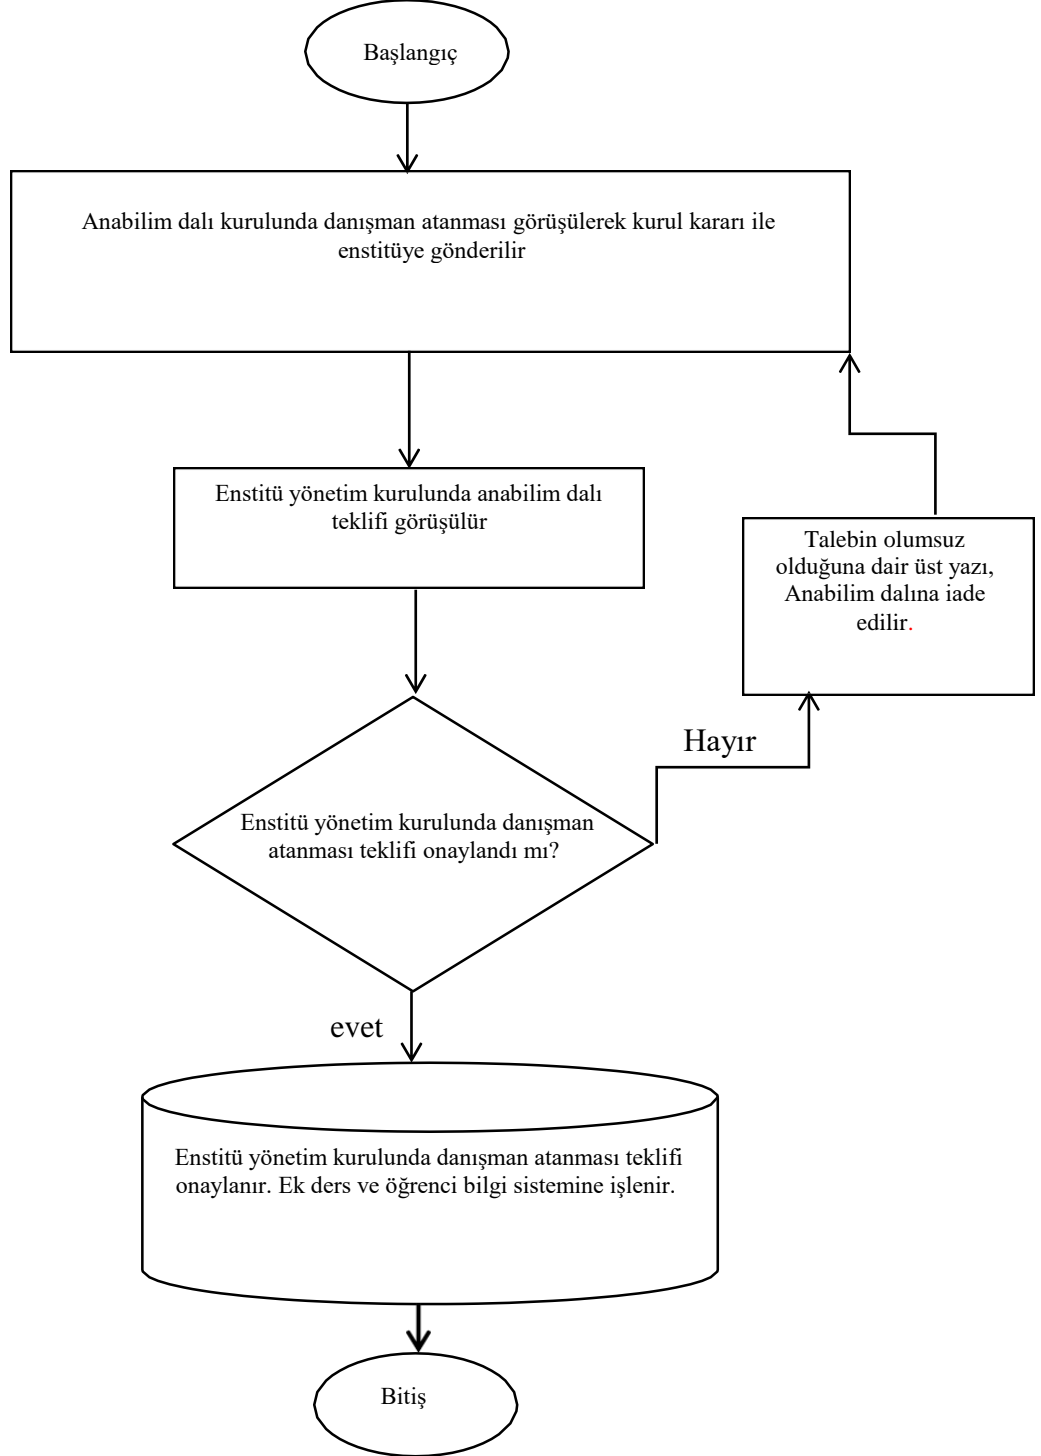 Başlangıç
Anabilim dalı kurulunda danışman atanması görüşülerek kurul kararı ile
enstitüye gönderilir
Enstitü yönetim kurulunda anabilim dalı
teklifi görüşülür
Talebin olumsuz
olduğuna dair üst yazı,
Anabilim dalına iade
edilir.
Hayır
Enstitü yönetim kurulunda danışman
atanması teklifi onaylandı mı?
evet
Enstitü yönetim kurulunda danışman atanması teklifi
onaylanır. Ek ders ve öğrenci bilgi sistemine işlenir.
Bitiş